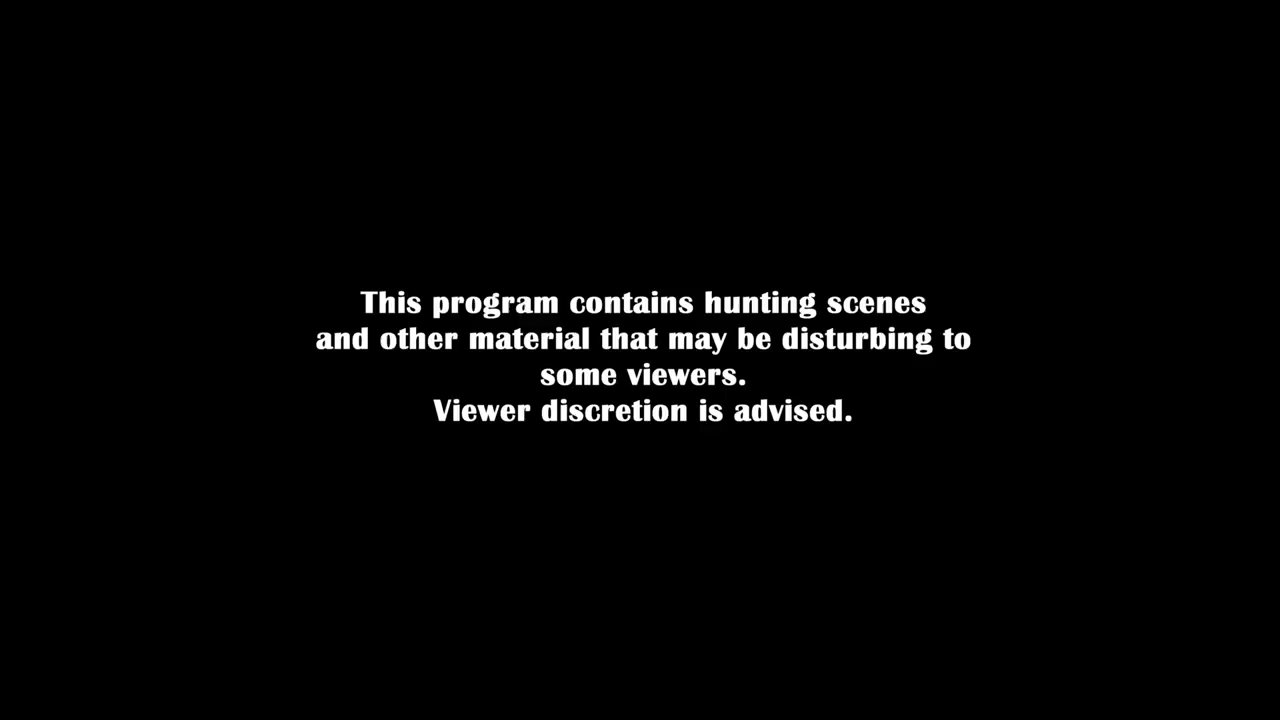 This program contains hunting scenes
and other material that may be disturbing to
some viewers.
Viewer discretion is advised.